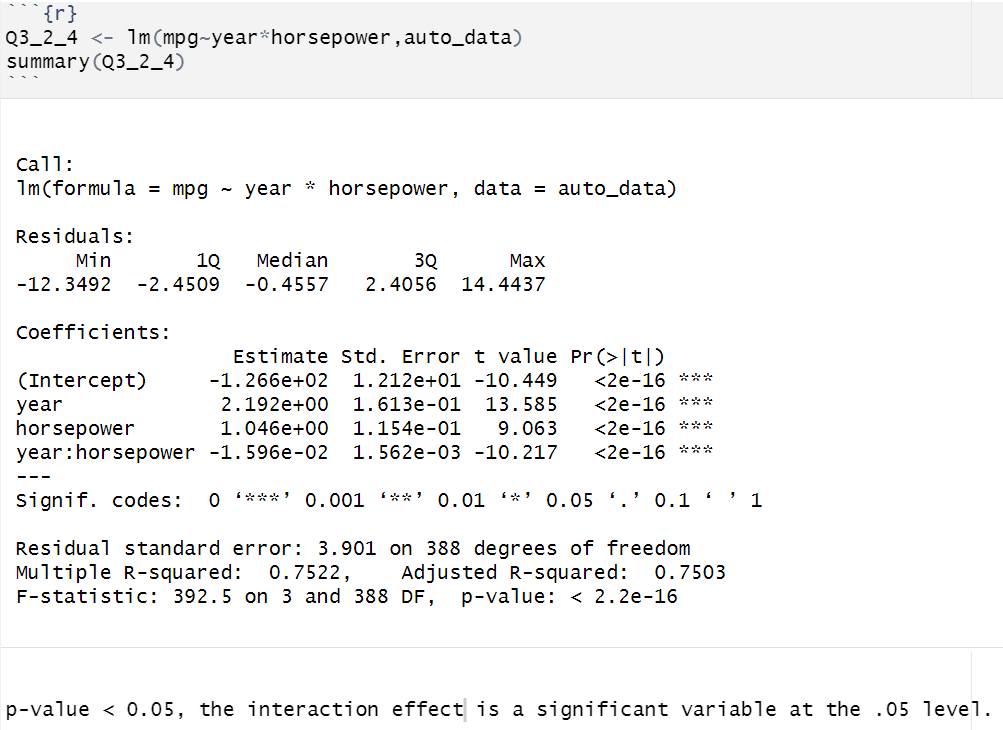 ```{r}
Q3_2_4 <- lm(mpg~year*horsepower,auto_data)
summary(Q3_2_4)
```
Call:
lm(formula = mpg ~ year * horsepower, data = auto_data)
Residuals:
     Min       1Q   Median       3Q      Max
-12.3492  -2.4509  -0.4557   2.4056  14.4437
Coefficients:
                  Estimate Std. Error t value Pr(>|t|)
(Intercept)     -1.266e+02  1.212e+01 -10.449   <2e-16 ***
year             2.192e+00  1.613e-01  13.585   <2e-16 ***
horsepower       1.046e+00  1.154e-01   9.063   <2e-16 ***
year:horsepower -1.596e-02  1.562e-03 -10.217   <2e-16 ***
---
Signif. codes:  0 ‘***’ 0.001 ‘**’ 0.01 ‘*’ 0.05 ‘.’ 0.1 ‘ ’ 1
Residual standard error: 3.901 on 388 degrees of freedom
Multiple R-squared:  0.7522,    Adjusted R-squared:  0.7503
F-statistic: 392.5 on 3 and 388 DF,  p-value: < 2.2e-16
p-value < 0.05, the interaction effect is a significant variable at the .05 level.